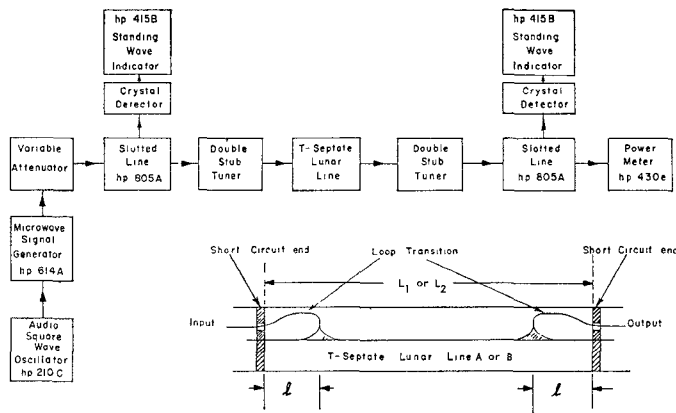 hp 415B
Standing
Wave
Indicator
Crystal
Detector
hp 415B
Standing
Wave
Indicator
Crystal
Detector
Variable
Attenuator
Slutted
Line
hp 805A
Double
Stub
Tuner
T-Septate
Lunar
Line
Double
Stub
Tuner
Slotted
Line
hp 805A
Power
Meter
hp 430e
Microwave
Signal
Generator
hp 614A
Audio
Square
Wave
Oscillator
hp 210C
Short Circuit end
Loop Transition
Short Circuit end
L1 or L2
Input
Output
T-Septate Lunar Line A or B
l
l